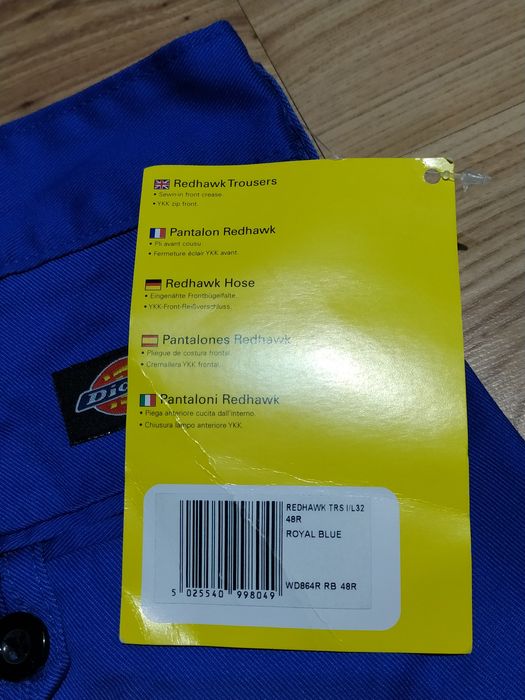 Redhawk Trousers
• Sewn-in front crease.
• YKK zip front.
Pantalon Redhawk
• Pli avant cousu.
• Fermeture éclair YKK avant.
Redhawk Hose
• Eingenähte Frontbügelfalte.
• YKK-Front-Reißverschluss.
Pantalones Redhawk
• Pliegue de costura frontal.
• Cremallera YKK frontal.
Pantaloni Redhawk
• Piega anteriore cucita dall'interno.
• Chiusura lampo anteriore YKK.
REDHAWK TRS I/L32
48R
ROYAL BLUE
WD864R RB 48R
5 025540 998049